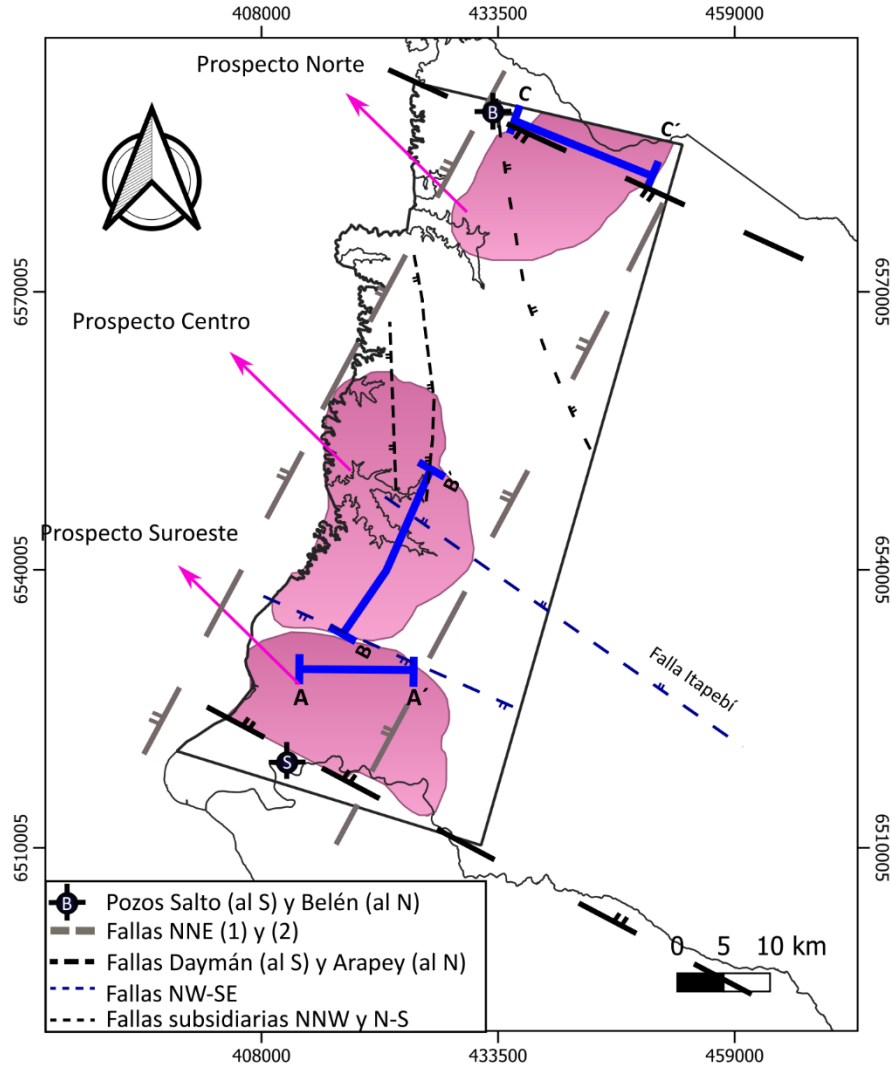 408000
433500
459000
Prospecto Norte
B
C
C´
6570005
6570005
Prospecto Centro
Prospecto Suroeste
B´
6540005
6540005
B
Falla Itapebí
A
A´
S
6510005
6510005
B Pozos Salto (al S) y Belén (al N)
Fallas NNE (1) y (2)
Fallas Daymán (al S) y Arapey (al N)
Fallas NW-SE
Fallas subsidiarias NNW y N-S
0 5 10 km
408000
433500
459000